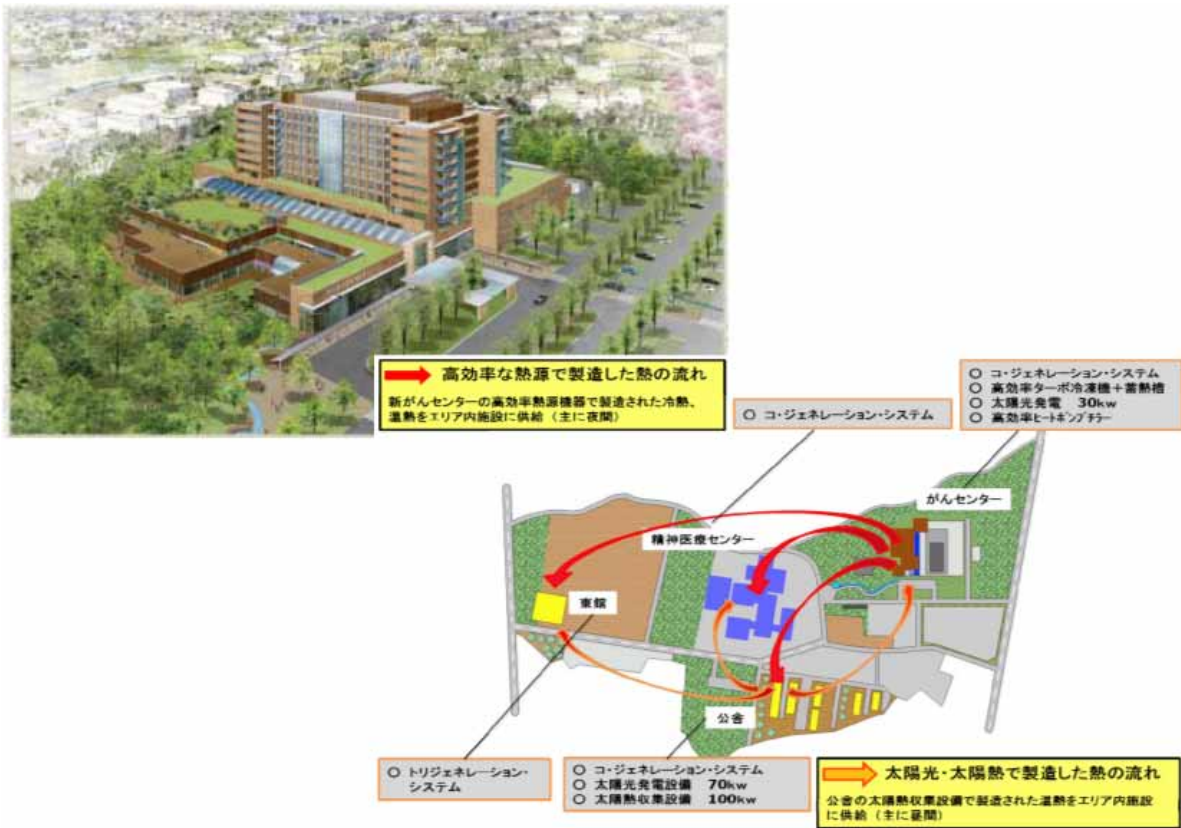 高効率な熱源で製造した熱の流れ
新がんセンターの高効率熱源機器で製造された冷熱、
温熱をエリア内施設に供給（主に夜間）
○ コ・ジェネレーション・システム
○ コ・ジェネレーション・システム
○ 高効率ターボ冷凍機＋蓄熱槽
○ 太陽光発電　30kw
○ 高効率ヒートポンプチラー
がんセンター
精神医療センター
東館
公舎
○ トリジェネレーション・
システム
○ コ・ジェネレーション・システム
○ 太陽光発電設備　70kw
○ 太陽熱収集設備　100kw
太陽光・太陽熱で製造した熱の流れ
公舎の太陽熱収集設備で製造された温熱をエリア内施設
に供給（主に昼間）